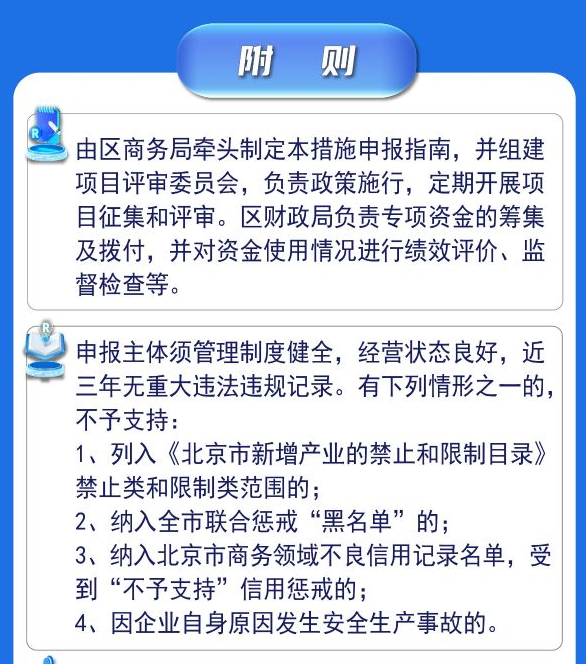 附 则
由区商务局牵头制定本措施申报指南，并组建
项目评审委员会，负责政策施行，定期开展项
目征集和评审。区财政局负责专项资金的筹集
及拨付，并对资金使用情况进行绩效评价、监
督检查等。
申报主体须管理制度健全，经营状态良好，近
三年无重大违法违规记录。有下列情形之一的，
不予支持：
1、列入《北京市新增产业的禁止和限制目录》
禁止类和限制类范围的；
2、纳入全市联合惩戒“黑名单”的；
3、纳入北京市商务领域不良信用记录名单，受
到“不予支持”信用惩戒的；
4、因企业自身原因发生安全生产事故的。